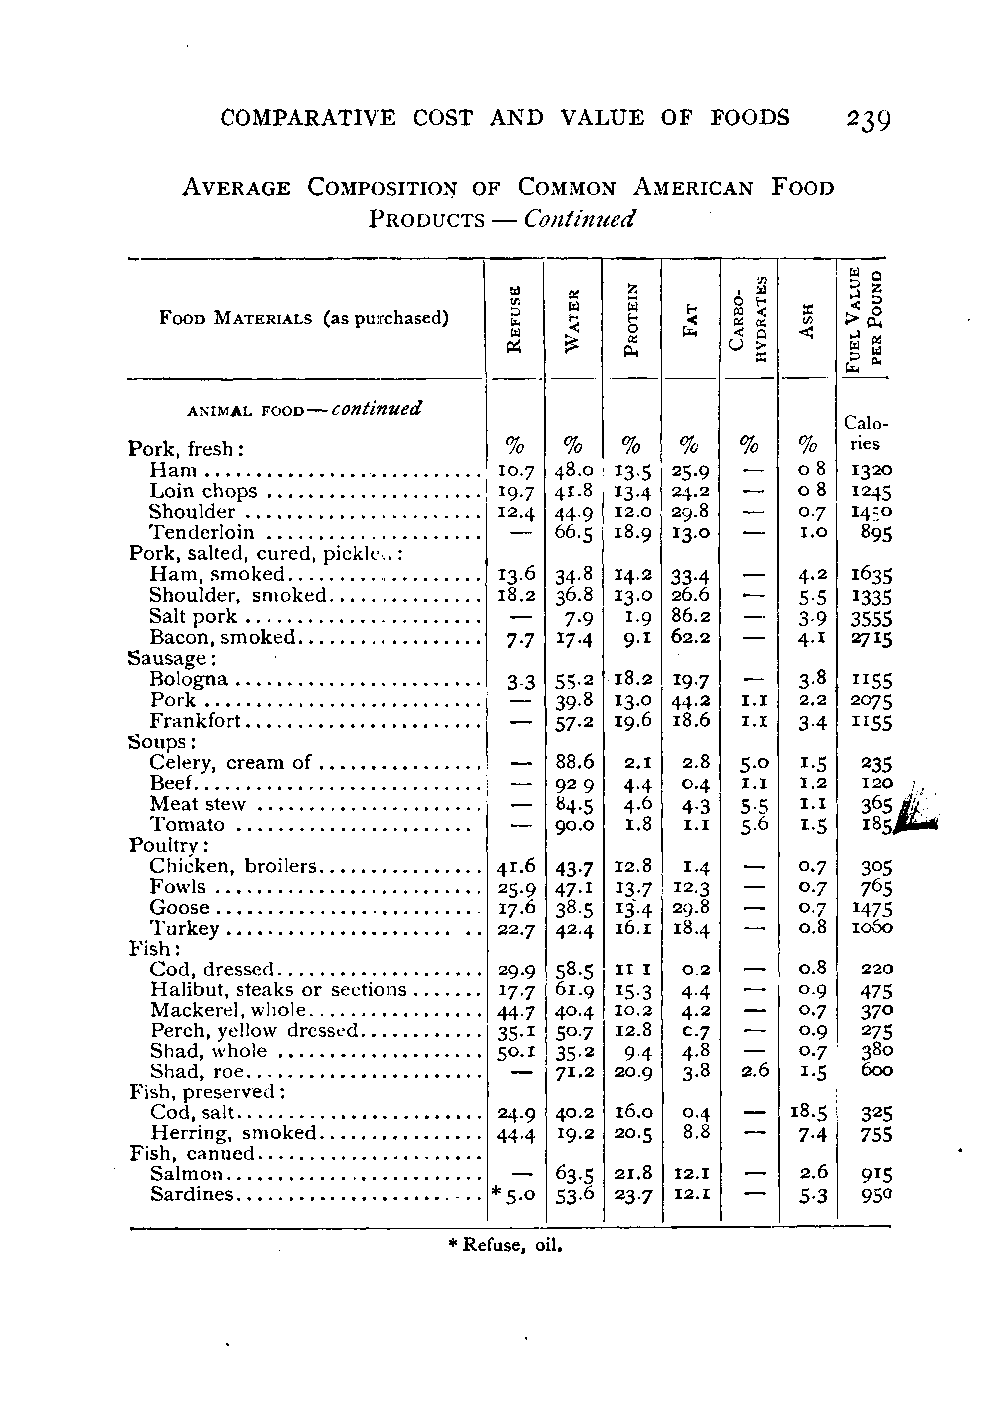 COMPARATIVE COST AND VALUE OF FOODS 239
AVERAGE COMPOSITION OF COMMON AMERICAN FOOD
PRODUCTS — Continued
FOOD MATERIALS (as purchased) REFUSE WATER PROTEIN FAT CARBO-HYDRATES ASH FUEL VALUE PER POUND
ANIMAL FOOD — continued
Calo-
Pork, fresh: % % % % % % ries
Ham 10.7 48.0 13.5 25.9 — 0 8 1320
Loin chops 19.7 41.8 13.4 24.2 — 0 8 1245
Shoulder 12.4 44.9 12.0 29.8 — 0.7 1450
Tenderloin — 66.5 18.9 13.0 — 1.0 895
Pork, salted, cured, pickle..:
Ham, smoked 13.6 34.8 14.2 33.4 — 4.2 1635
Shoulder, smoked 18.2 36.8 13.0 26.6 — 5.5 1335
Salt pork — 7.9 1.9 86.2 — 3.9 3555
Bacon, smoked 7.7 17.4 9.1 62.2 — 4.1 2715
Sausage:
Bologna 3.3 55.2 18.2 19.7 — 3.8 1155
Pork — 39.8 13.0 44.2 1.1 2.2 2075
Frankfort — 57.2 19.6 18.6 1.1 3.4 1155
Soups:
Celery, cream of — 88.6 2.1 2.8 5.0 1.5 235
Beef — 92 9 4.4 0.4 1.1 1.2 120
Meat stew — 84.5 4.6 4.3 5.5 1.1 365
Tomato — 90.0 1.8 1.1 5.6 1.5 185
Poultry:
Chicken, broilers 41.6 43.7 12.8 1.4 — 0.7 305
Fowls 25.9 47.1 13.7 12.3 — 0.7 765
Goose 17.6 38.5 13.4 29.8 — 0.7 1475
Turkey 22.7 42.4 16.1 18.4 — 0.8 1060
Fish:
Cod, dressed 29.9 58.5 11 1 0.2 — 0.8 220
Halibut, steaks or sections 17.7 61.9 15.3 4.4 — 0.9 475
Mackerel, whole 44.7 40.4 10.2 4.2 — 0.7 370
Perch, yellow dressed 35.1 50.7 12.8 0.7 — 0.9 275
Shad, whole 50.1 35.2 9.4 4.8 — 0.7 380
Shad, roe — 71.2 20.9 3.8 2.6 1.5 600
Fish, preserved:
Cod, salt 24.9 40.2 16.0 0.4 — 18.5 325
Herring, smoked 44.4 19.2 20.5 8.8 — 7.4 755
Fish, canned
Salmon — 63.5 21.8 12.1 — 2.6 915
Sardines *5.0 53.6 23.7 12.1 — 5.3 950
* Refuse, oil.